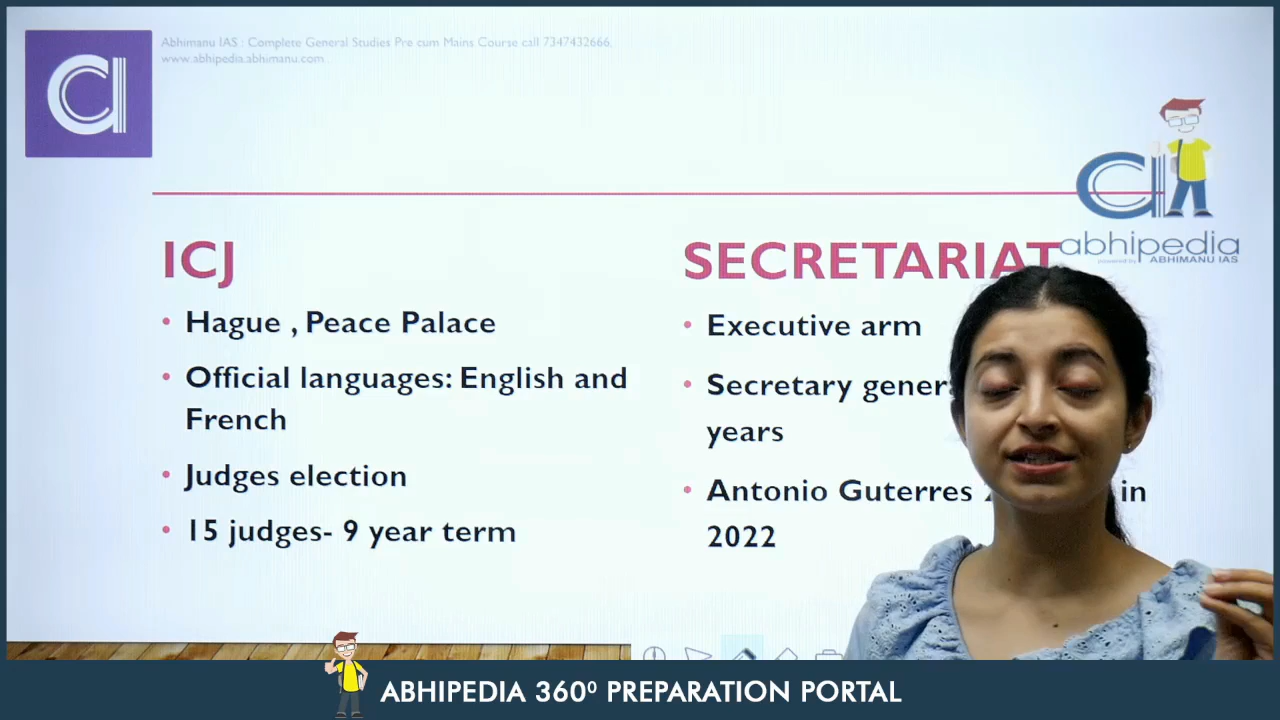 Abhimanu IAS : Complete General Studies Pre cum Mains Course call 7347432666,
www.abhipedia.abhimanu.com
abhipedia
powered by ABHIMANU IAS
ICJ
• Hague , Peace Palace
• Official languages: English and
French
• Judges election
• 15 judges- 9 year term
SECRETARIAT
• Executive arm
• Secretary
years
• Antonio Guterres in
2022
ABHIPEDIA 360⁰ PREPARATION PORTAL